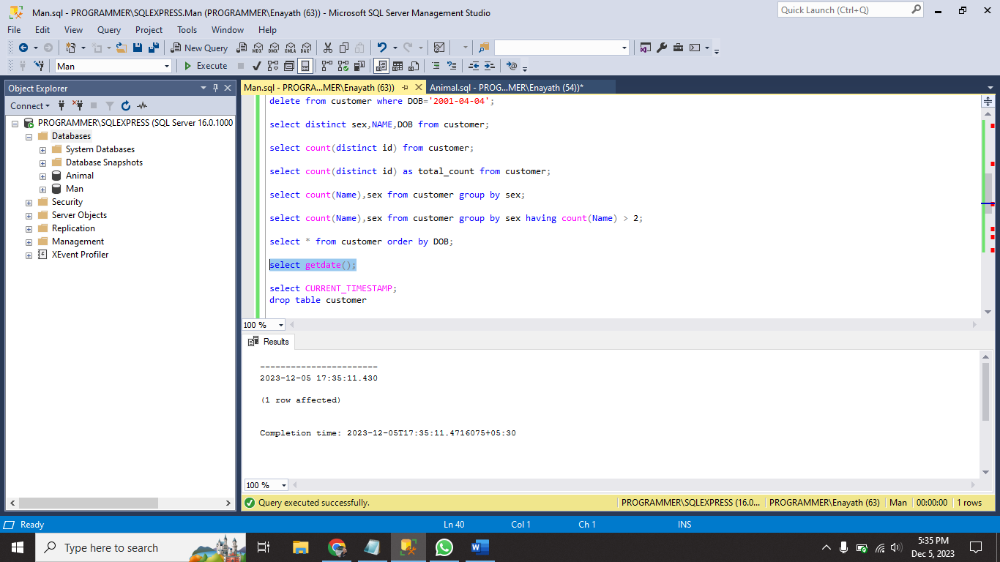 Man.sql - PROGRAMMER\SQLEXPRESS.Man (PROGRAMMER\Enayath (63)) - Microsoft SQL Server Management Studio
Quick Launch (Ctrl+Q)
File Edit View Query Project Tools Window Help
New Query MDX DMX XMLA DAX
Man Execute
Object Explorer
Connect
PROGRAMMER\SQLEXPRESS (SQL Server 16.0.1000
Databases
System Databases
Database Snapshots
Animal
Man
Security
Server Objects
Replication
Management
XEvent Profiler
Man.sql - PROGRA...MER\Enayath (63)) Animal.sql - PROG...MER\Enayath (54))*
delete from customer where DOB='2001-04-04';
select distinct sex,NAME,DOB from customer;
select count(distinct id) from customer;
select count(distinct id) as total_count from customer;
select count(Name),sex from customer group by sex;
select count(Name),sex from customer group by sex having count(Name) > 2;
select * from customer order by DOB;
select getdate();
select CURRENT_TIMESTAMP;
drop table customer
100 %
Results
-----------------------
2023-12-05 17:35:11.430
(1 row affected)
Completion time: 2023-12-05T17:35:11.4716075+05:30
100 %
Query executed successfully. PROGRAMMER\SQLEXPRESS (16.0... PROGRAMMER\Enayath (63) Man 00:00:00 1 rows
Ready Ln 40 Col 1 Ch 1 INS
Type here to search
5:35 PM
Dec 5, 2023